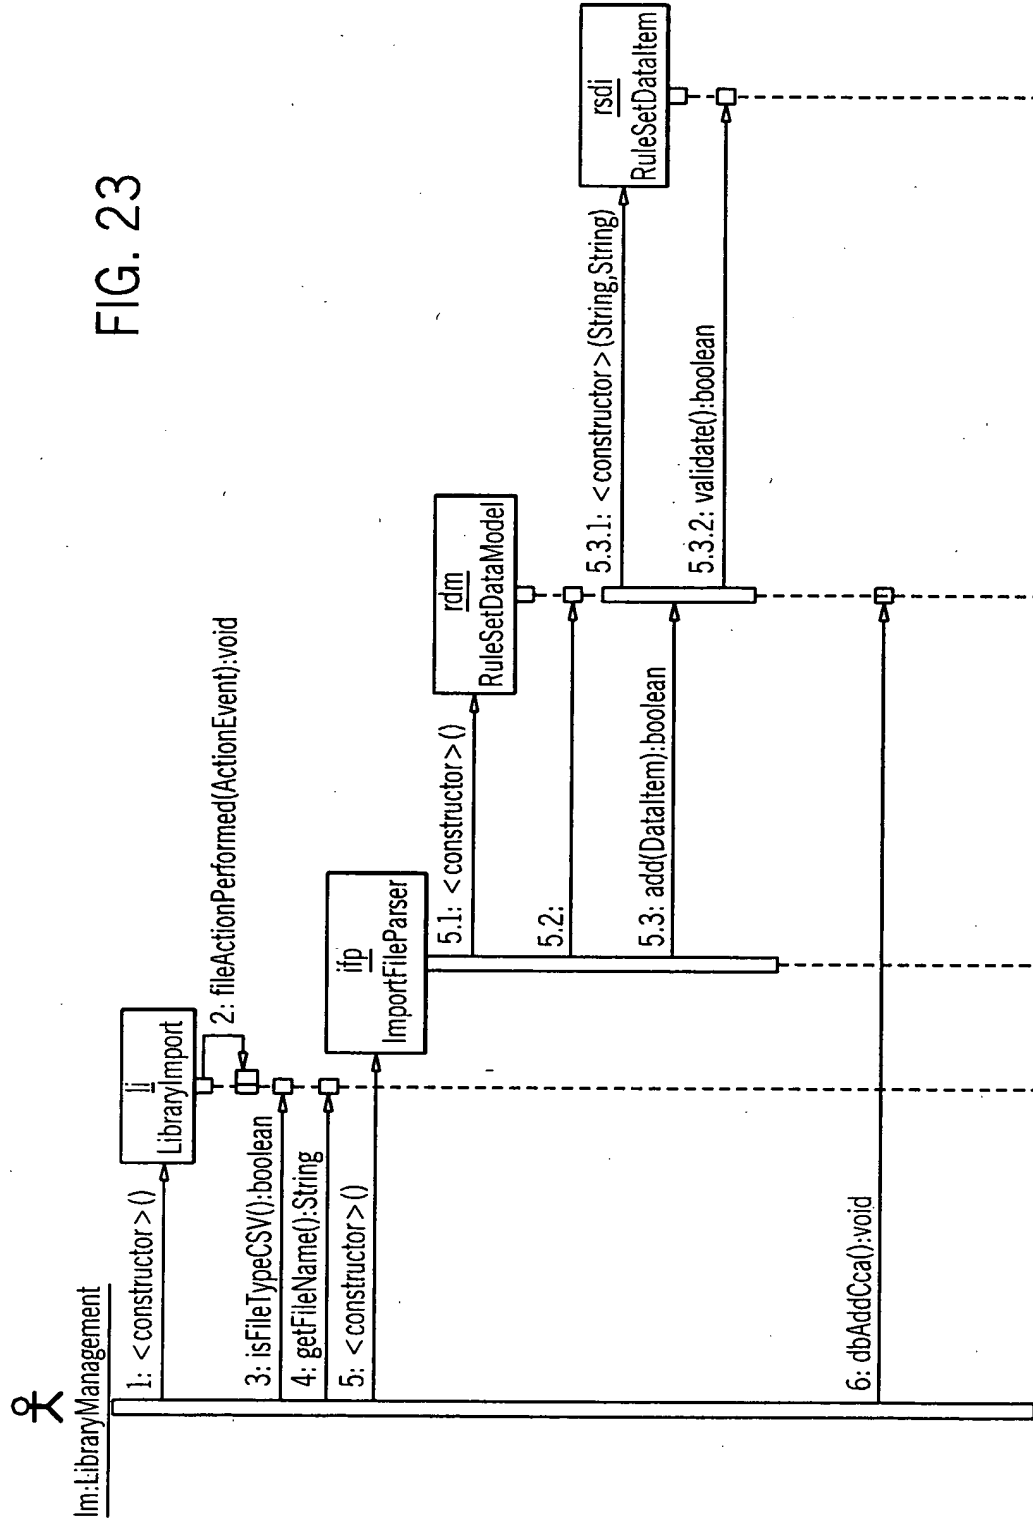 FIG. 23
lm:LibraryManagement
li
LibraryImport
ifp
ImportFileParser
rdm
RuleSetDataModel
rsdi
RuleSetDataItem
1: <constructor>()
2: fileActionPerformed(ActionEvent):void
3: isFileTypeCSV():boolean
4: getFileName():String
5: <constructor>()
5.1: <constructor>()
5.2:
5.3: add(DataItem):boolean
5.3.1: <constructor>(String,String)
5.3.2: validate():boolean
6: dbAddCca():void